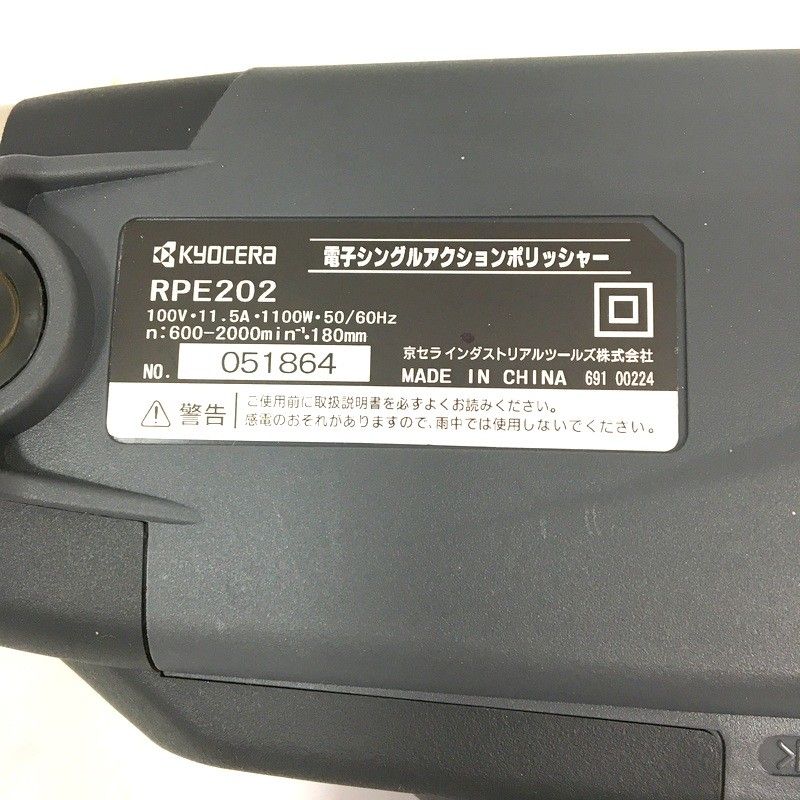 KYOCERA 電子シングルアクションポリッシャー
RPE202
100V・11.5A・1100W・50/60Hz
n:600-2000min⁻¹・180mm
京セラ インダストリアルツールズ株式会社
NO. 051864
MADE IN CHINA 691 00224
警告
ご使用前に取扱説明書を必ずよくお読みください。
感電のおそれがありますので、雨中では使用しないでください。